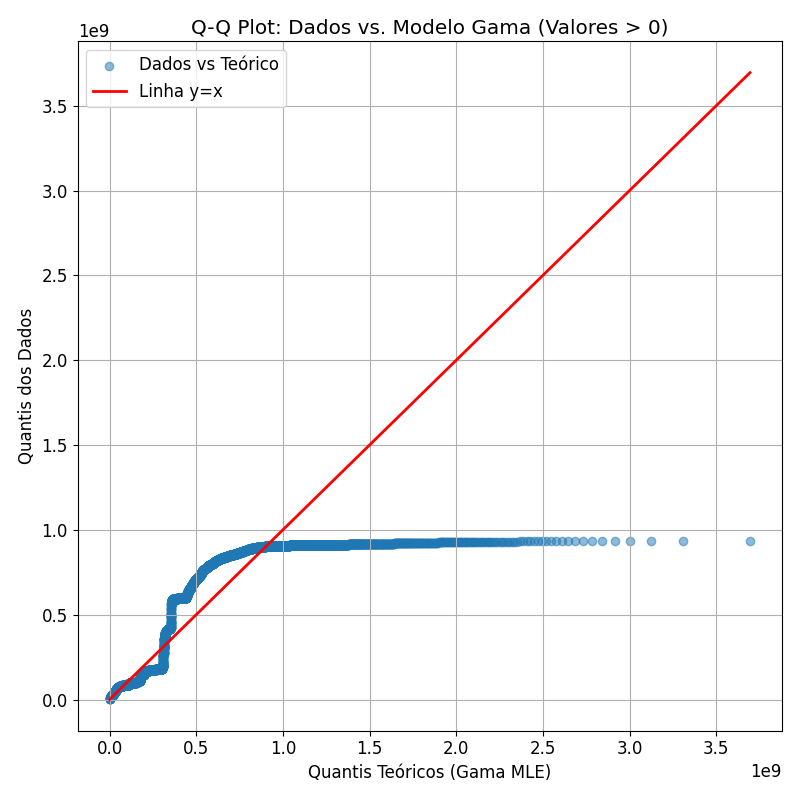 Q-Q Plot: Dados vs. Modelo Gama (Valores > 0)
1e9
Dados vs Teórico
Linha y=x
3.5
3.0
2.5
2.0
1.5
1.0
0.5
0.0
Quantis dos Dados
0.0 0.5 1.0 1.5 2.0 2.5 3.0 3.5
Quantis Teóricos (Gama MLE)
1e9